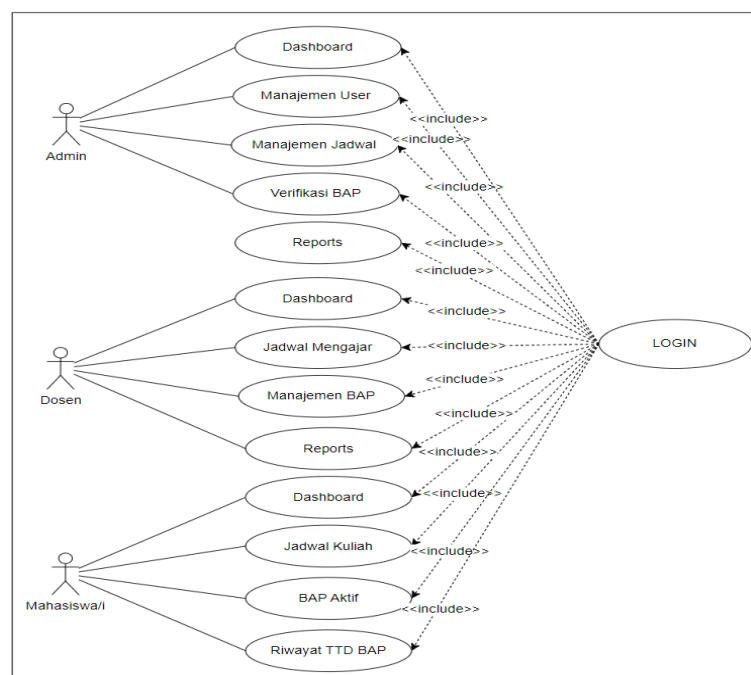 Dashboard
Manajemen User
<<include>>
<<include>>
Manajemen Jadwal
Admin
<<include>>
Verifikasi BAP
Reports
<<include>>
<<include>>
Dashboard
<<include>>
Jadwal Mengajar
<<include>>
LOGIN
<<include>>
Manajemen BAP
Dosen
<<include>>
Reports
<<include>>
Dashboard
<<include>>
Jadwal Kuliah
<<include>>
BAP Aktif
Mahasiswa/i
<<include>>
Riwayat TTD BAP